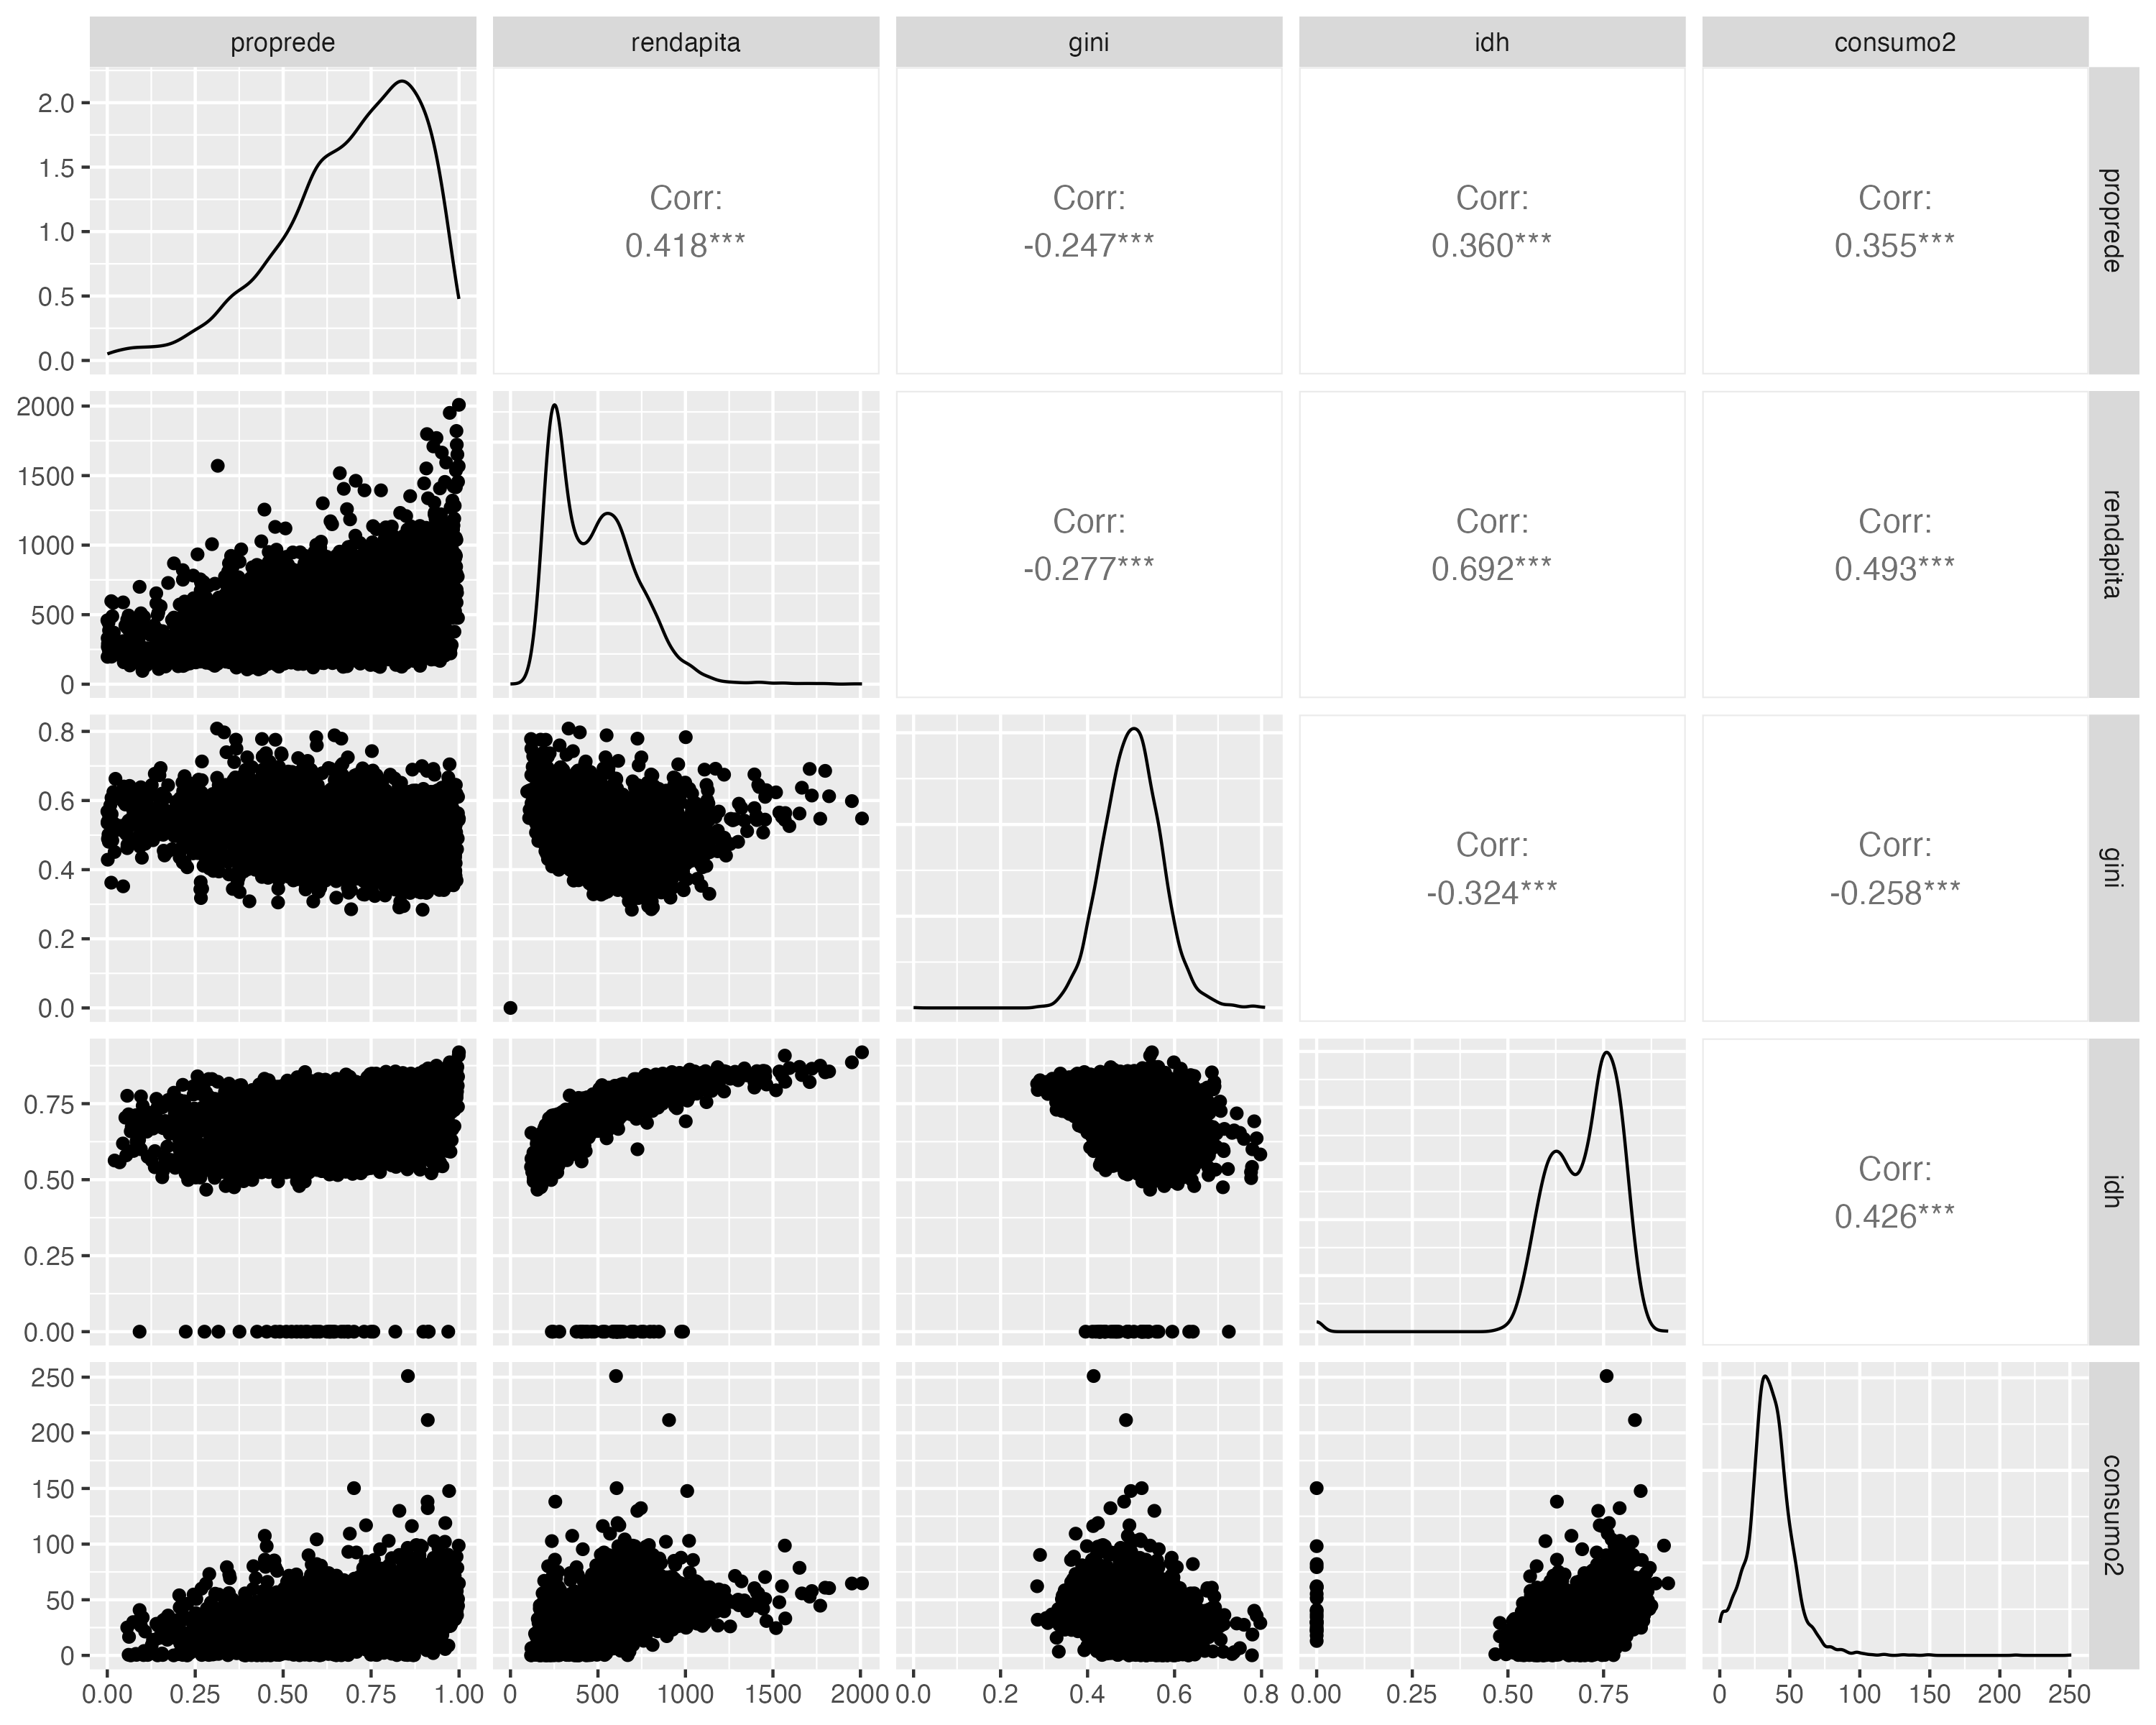 proprede rendapita gini idh consumo2
2.0
1.5
1.0
0.5
0.0
Corr:
0.418***
Corr:
-0.247***
Corr:
0.360***
Corr:
0.355***
proprede
2000
1500
1000
500
0
Corr:
-0.277***
Corr:
0.692***
Corr:
0.493***
rendapita
0.8
0.6
0.4
0.2
0.0
Corr:
-0.324***
Corr:
-0.258***
gini
0.75
0.50
0.25
0.00
Corr:
0.426***
idh
250
200
150
100
50
0
consumo2
0.00 0.25 0.50 0.75 1.00 0 500 1000 1500 2000 0.0 0.2 0.4 0.6 0.8 0.00 0.25 0.50 0.75 0 50 100 150 200 250